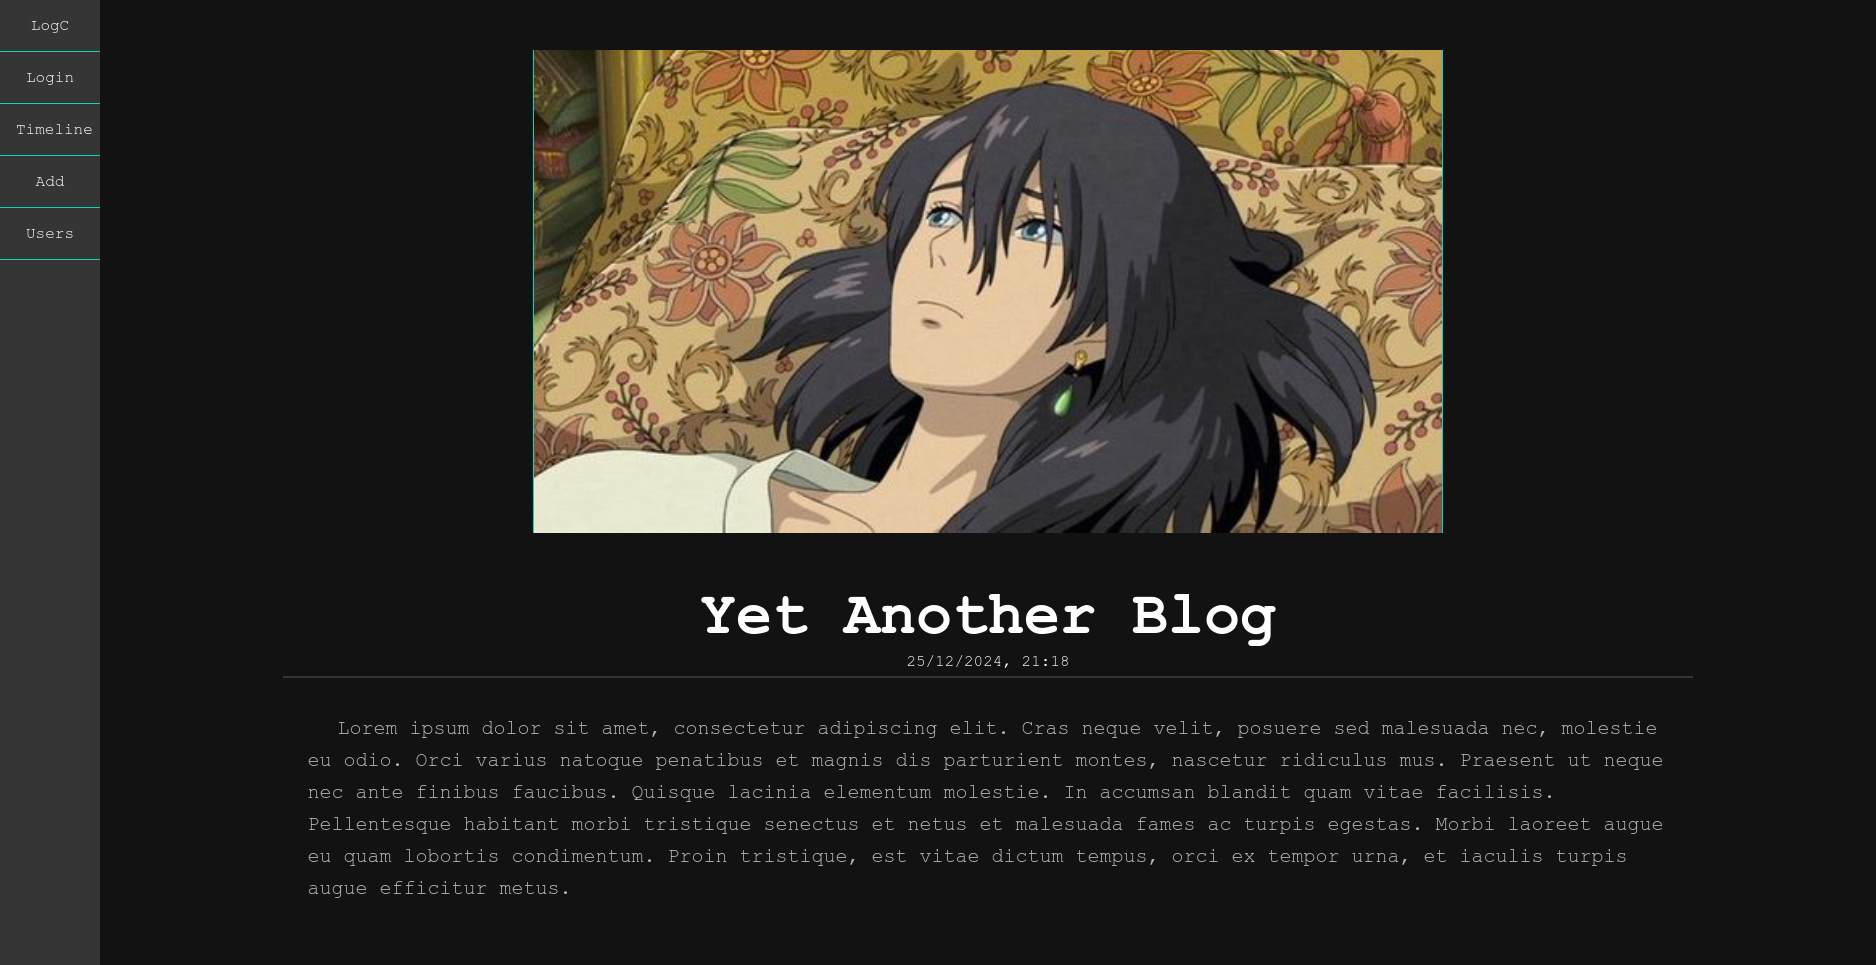 LogC
Login
Timeline
Add
Users
Yet Another Blog
25/12/2024, 21:18
Lorem ipsum dolor sit amet, consectetur adipiscing elit. Cras neque velit, posuere sed malesuada nec, molestie
eu odio. Orci varius natoque penatibus et magnis dis parturient montes, nascetur ridiculus mus. Praesent ut neque
nec ante finibus faucibus. Quisque lacinia elementum molestie. In accumsan blandit quam vitae facilisis.
Pellentesque habitant morbi tristique senectus et netus et malesuada fames ac turpis egestas. Morbi laoreet augue
eu quam lobortis condimentum. Proin tristique, est vitae dictum tempus, orci ex tempor urna, et iaculis turpis
augue efficitur metus.